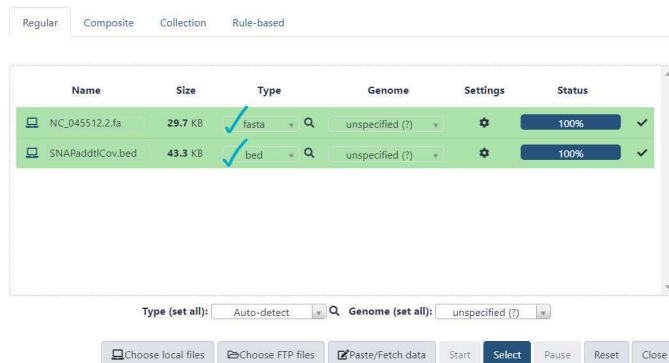 Regular Composite Collection Rule-based
Name Size Type Genome Settings Status
NC_045512.2.fa 29.7 KB fasta unspecified (?) 100%
SNAPaddtlCov.bed 43.3 KB bed unspecified (?) 100%
Type (set all): Auto-detect Genome (set all): unspecified (?)
Choose local files Choose FTP files Paste/Fetch data Start Select Pause Reset Close